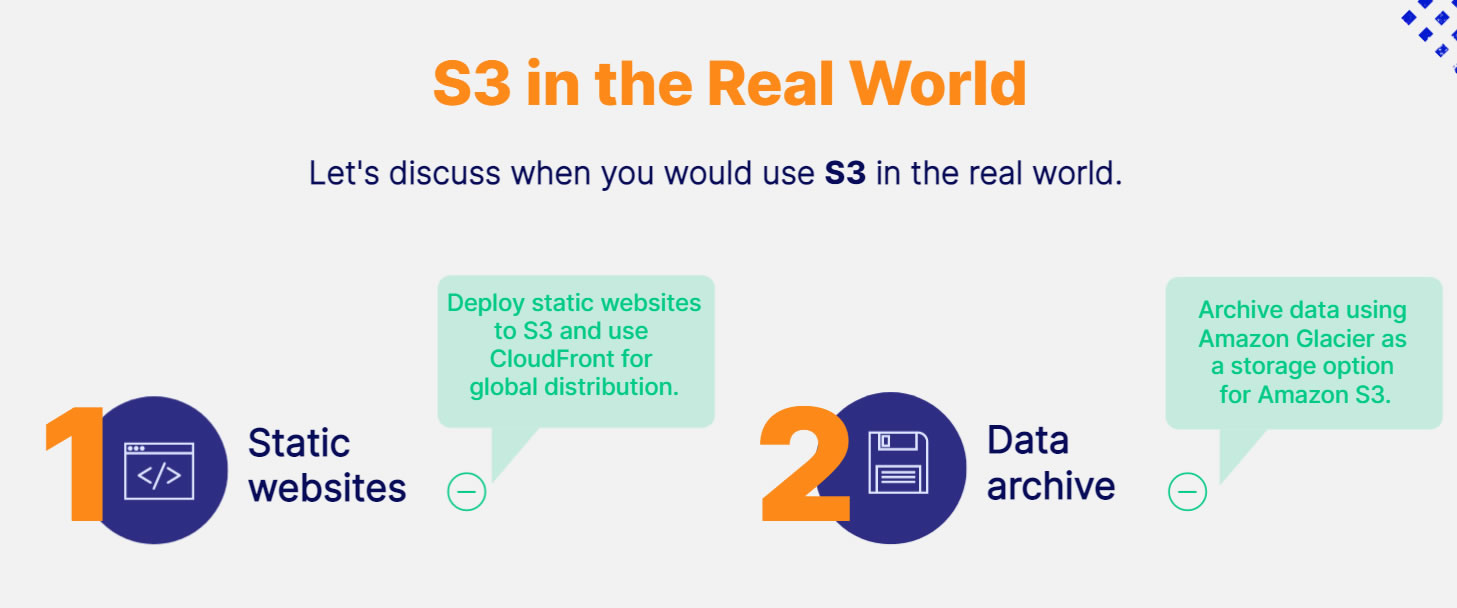 S3 in the Real World
Let's discuss when you would use S3 in the real world.
1
</>
Static
websites
Deploy static websites
to S3 and use
CloudFront for
global distribution.
2
Data
archive
Archive data using
Amazon Glacier as
a storage option
for Amazon S3.